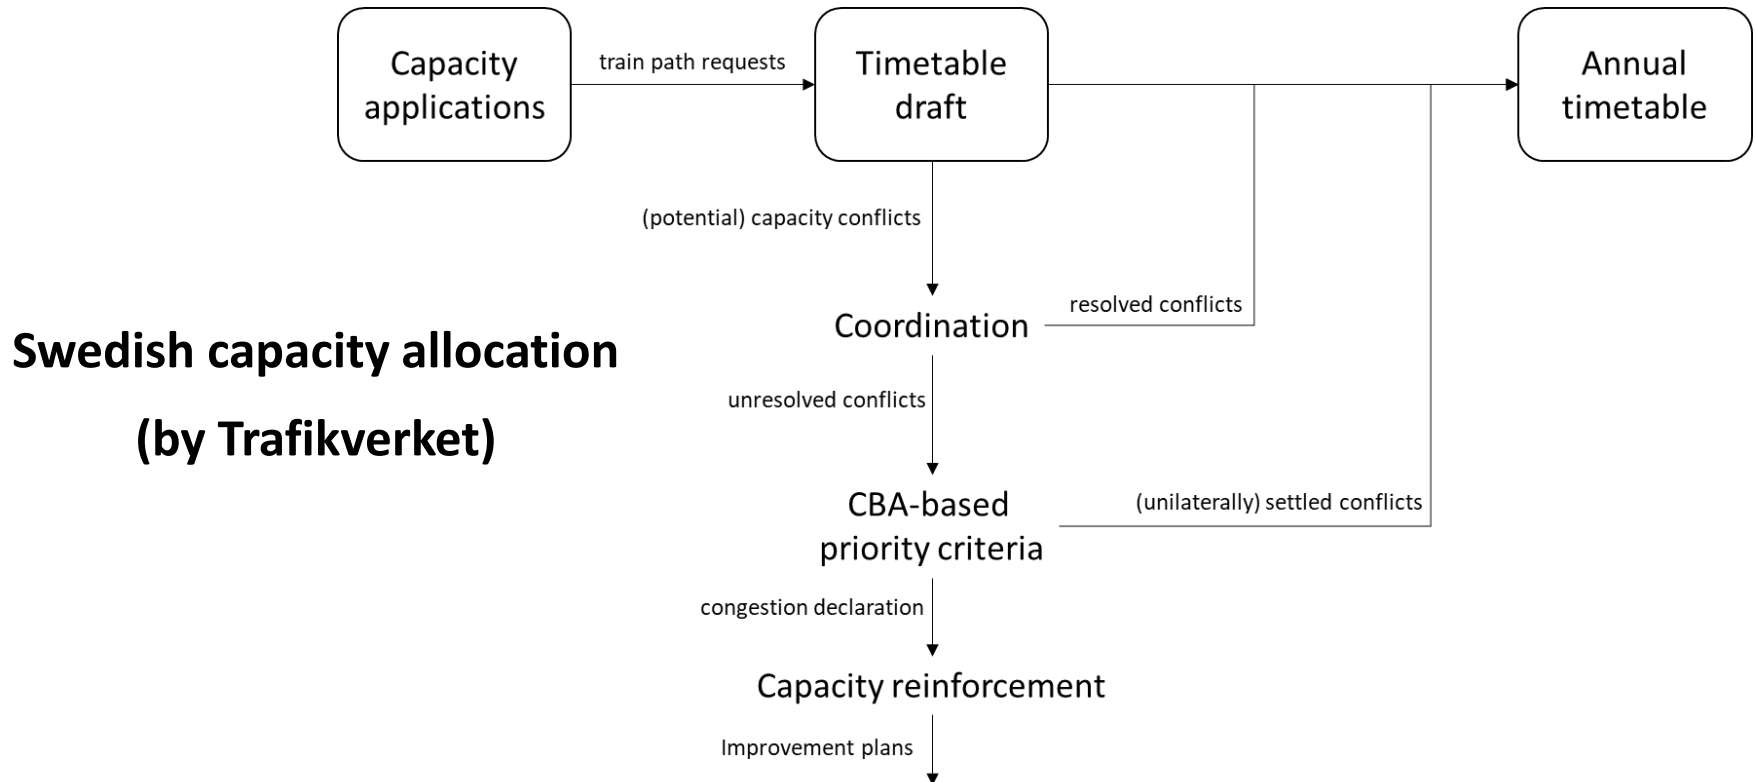 Capacity
applications
train path requests
Timetable
draft
Annual
timetable
(potential) capacity conflicts
Coordination
resolved conflicts
Swedish capacity allocation
(by Trafikverket)
unresolved conflicts
CBA-based
priority criteria
(unilaterally) settled conflicts
congestion declaration
Capacity reinforcement
Improvement plans